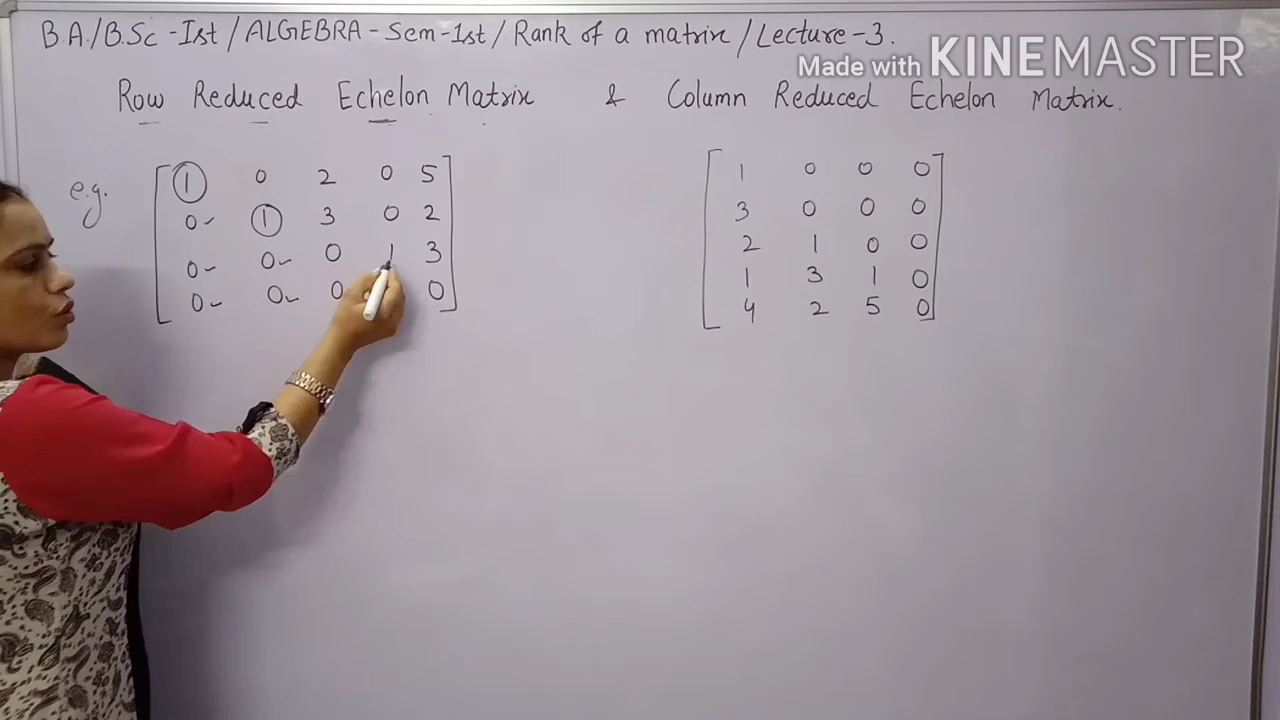 B.A./B.Sc - Ist / ALGEBRA - Sem - 1st / Rank of a matrix / Lecture - 3.
Made with KINEMASTER
Row Reduced Echelon Matrix & Column Reduced Echelon Matrix.
e.g.
1 0 2 0 5
0 1 3 0 2
0 0 0 1 3
0 0 0 0
1 0 0 0
3 0 0 0
2 1 0 0
1 3 1 0
4 2 5 0